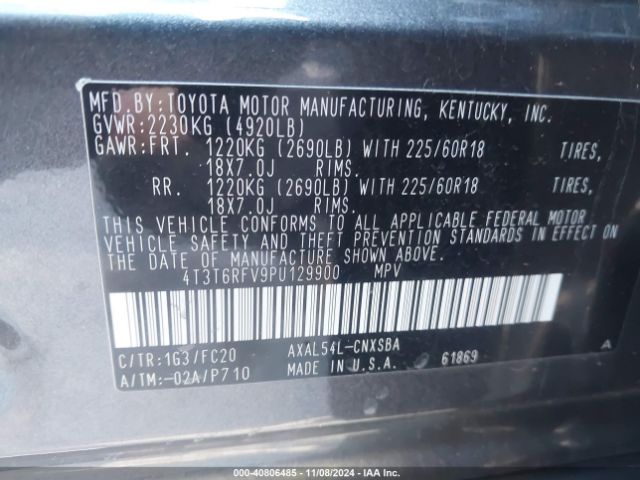 MFD.BY:TOYOTA MOTOR MANUFACTURING, KENTUCKY, INC.
GVWR:2230KG (4920LB)
GAWR:FRT. 1220KG (2690LB) WITH 225/60R18 TIRES,
18X7.0J RIMS.
RR. 1220KG (2690LB) WITH 225/60R18 TIRES,
18X7.0J RIMS.
THIS VEHICLE CONFORMS TO ALL APPLICABLE FEDERAL MOTOR
VEHICLE SAFETY AND THEFT PREVENTION STANDARDS IN EFFECT ON
THE DATE OF MANUFACTURE SHOWN ABOVE.
4T3T6RFV9PU129900 MPV
C/TR:1G3/FC20 AXAL54L-CNXSBA A
A/TM:-02A/P710 MADE IN U.S.A. 61869
000-40806485 - 11/08/2024 - IAA Inc.